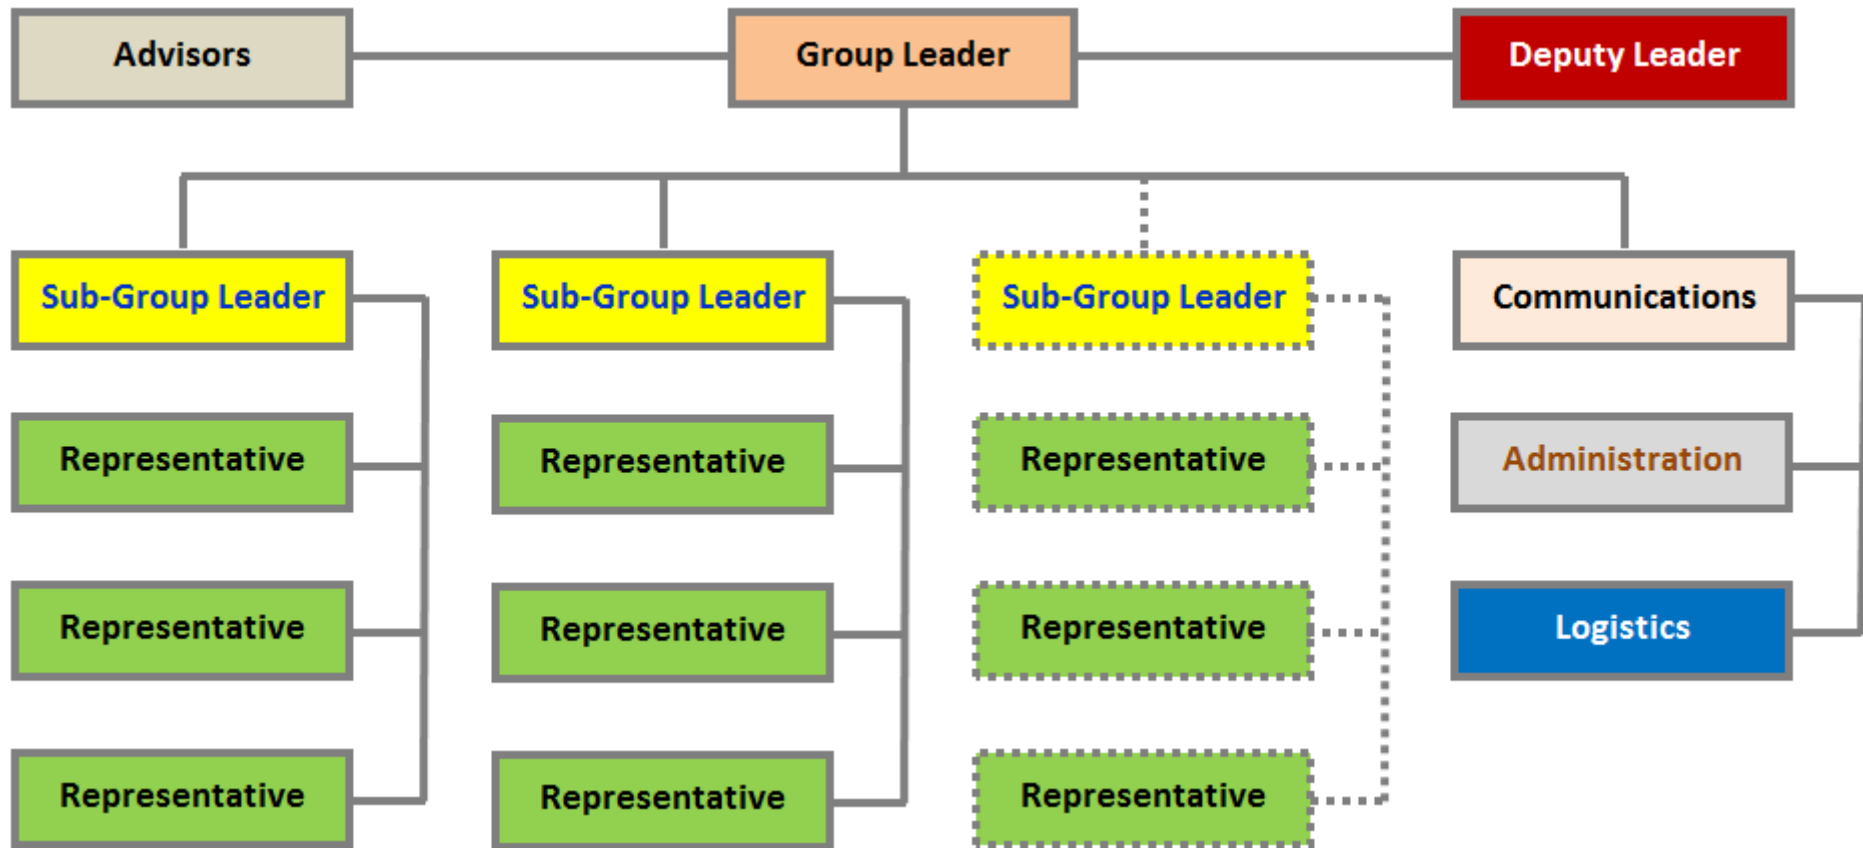 Advisors
Group Leader
Deputy Leader
Sub-Group Leader
Sub-Group Leader
Sub-Group Leader
Communications
Representative
Representative
Representative
Administration
Representative
Representative
Representative
Logistics
Representative
Representative
Representative